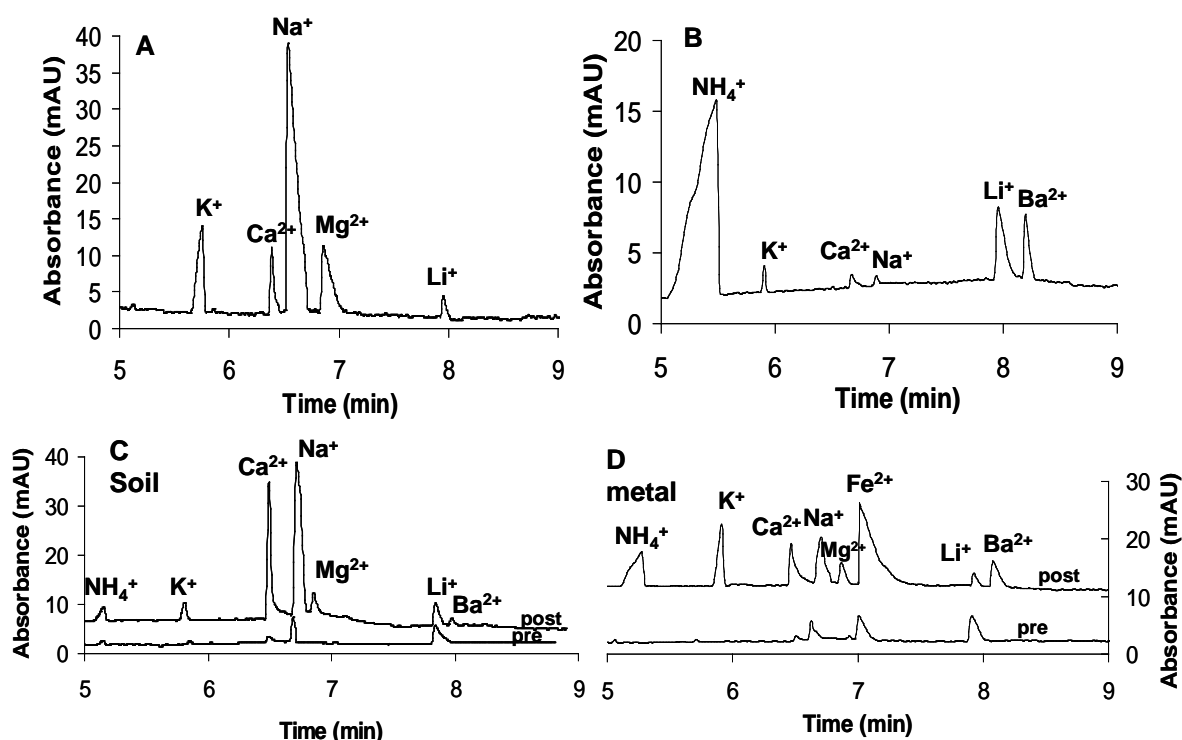 A
Na⁺
K⁺
Ca²⁺
Mg²⁺
Li⁺
40
35
30
25
20
15
10
5
0
Absorbance (mAU)
5 6 7 8 9
Time (min)
B
NH₄⁺
K⁺
Ca²⁺
Na⁺
Li⁺
Ba²⁺
20
15
10
5
0
Absorbance (mAU)
5 6 7 8 9
Time (min)
C
Soil
Na⁺
Ca²⁺
NH₄⁺
K⁺
Mg²⁺
Li⁺
Ba²⁺
post
pre
40
30
20
10
0
Absorbance (mAU)
5 6 7 8 9
Time (min)
D
metal
NH₄⁺
K⁺
Ca²⁺
Na⁺
Mg²⁺
Fe²⁺
Li⁺
Ba²⁺
post
pre
30
20
10
0
Absorbance (mAU)
5 6 7 8 9
Time (min)